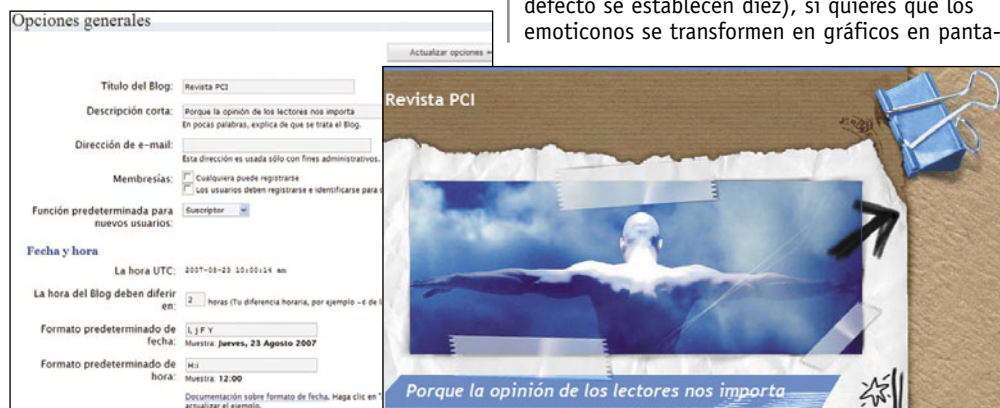 defecto se establecen diez), si quieres que los
emoticonos se transformen en gráficos en panta-
Opciones generales
Actualizar opciones »
Título del Blog: Revista PCI
Descripción corta: Porque la opinión de los lectores nos importa
En pocas palabras, explica de que se trata el Blog.
Dirección de e-mail:
Esta dirección es usada sólo con fines administrativos.
Membresías: Cualquiera puede registrarse
Los usuarios deben registrarse e identificarse para
Función predeterminada para Suscriptor
nuevos usuarios:
Fecha y hora
La hora UTC: 2007-08-23 10:00:14 am
La hora del Blog deben diferir
en: 2 horas (Tu diferencia horaria, por ejemplo -6 de
Formato predeterminado de l, j F Y
fecha: Muestra: jueves, 23 Agosto 2007
Formato predeterminado de H:i
hora: Muestra: 12:00
Documentación sobre formato de fecha. Haga clic en "
actualizar el ejemplo.
Revista PCI
Porque la opinión de los lectores nos importa